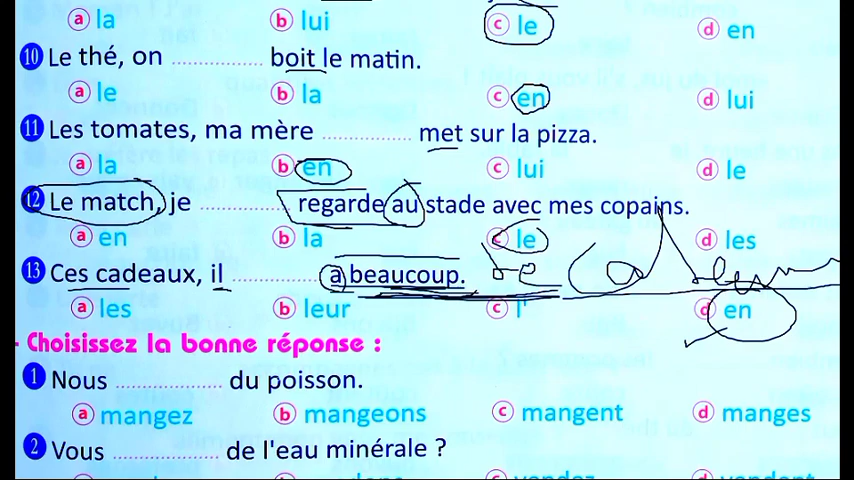 a la b lui c le d en
10 Le thé, on .................. boit le matin.
a le b la c en d lui
11 Les tomates, ma mère .................. met sur la pizza.
a la b en c lui d le
12 Le match, je .................. regarde au stade avec mes copains.
a en b la c le d les
13 Ces cadeaux, il .................. a beaucoup.
a les b leur c l' d en
- Choisissez la bonne réponse :
1 Nous .................. du poisson.
a mangez b mangeons c mangent d manges
2 Vous .................. de l'eau minérale ?